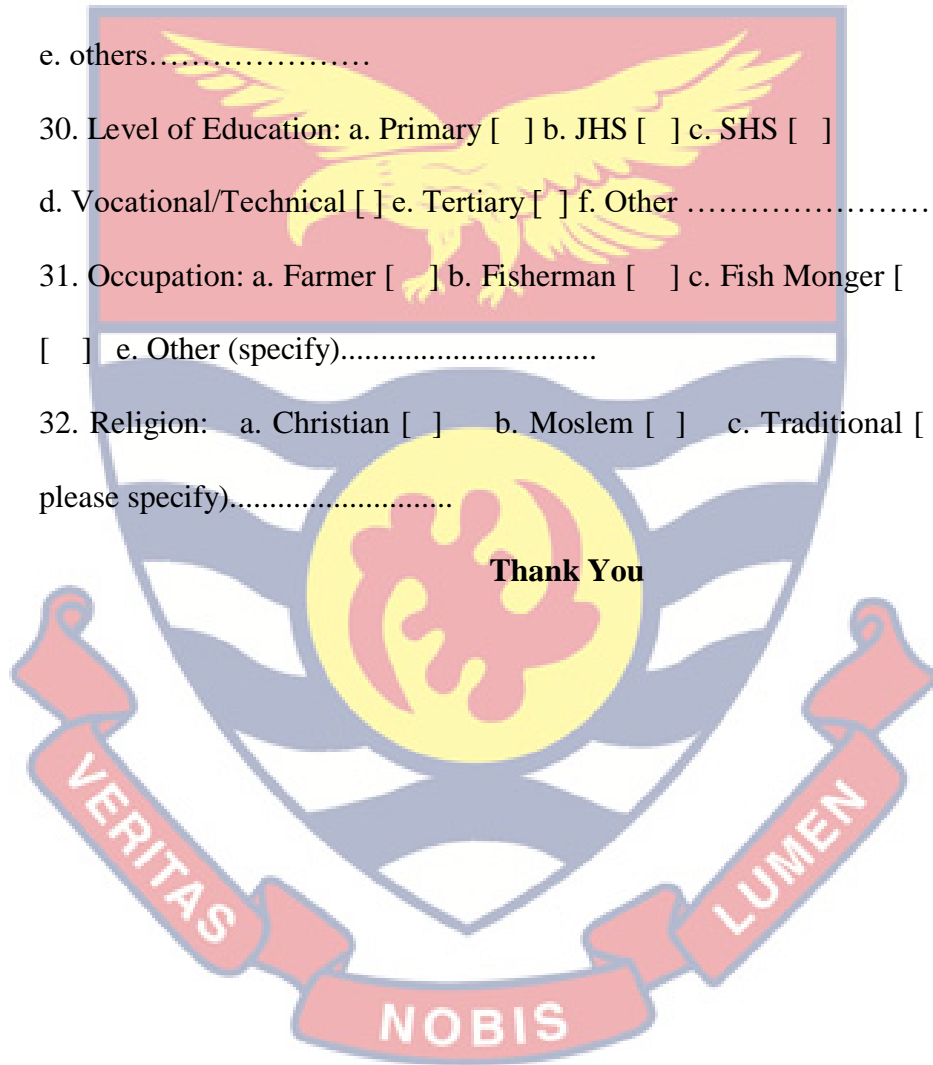 e. others…………………
30. Level of Education: a. Primary [  ] b. JHS [  ] c. SHS [  ]
d. Vocational/Technical [ ] e. Tertiary [  ] f. Other ……………………
31. Occupation: a. Farmer [   ] b. Fisherman [   ] c. Fish Monger [
[   ]   e. Other (specify)................................
32. Religion:   a. Christian [  ]    b. Moslem [  ]    c. Traditional [
please specify)............................
Thank You
VERITAS
NOBIS
LUMEN